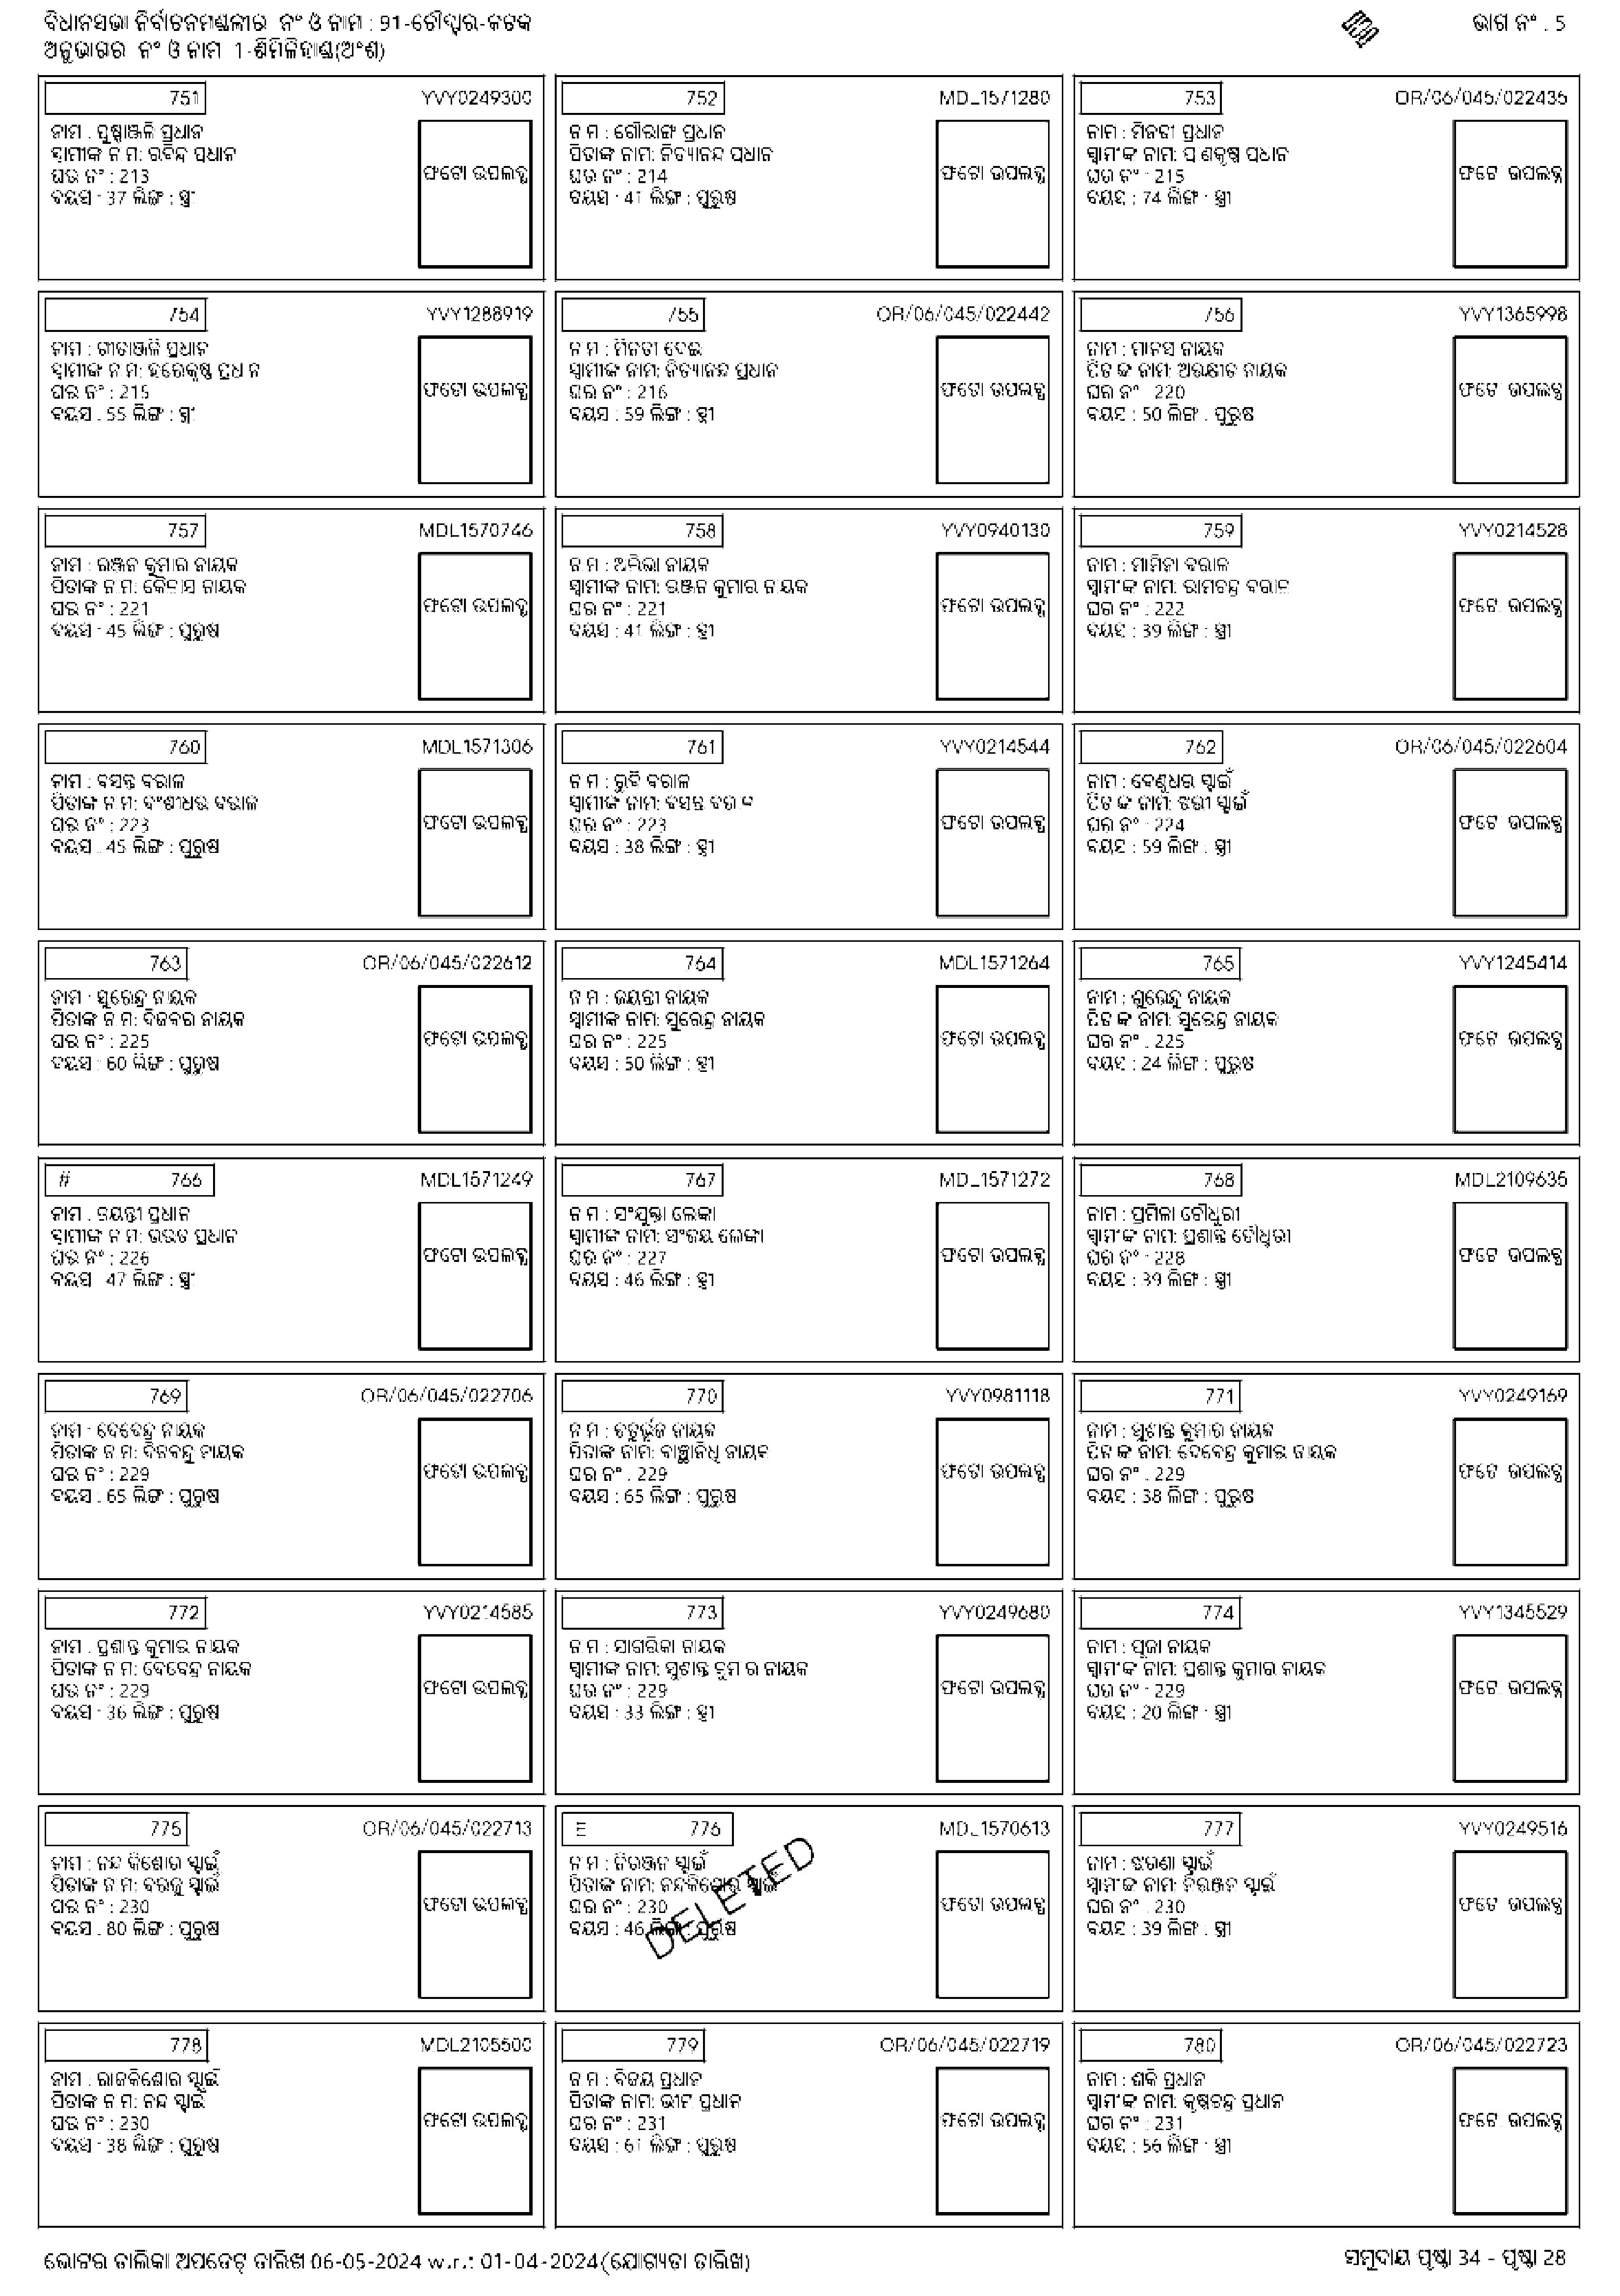 ବିଧାନସଭା ନିର୍ବାଚନମଣ୍ଡଳୀର ନଂ ଓ ନାମ : 91-ଚୌଦ୍ୱାର-କଟକ
ଭାଗ ନଂ . 5
ଅନୁଭାଗର ନଂ ଓ ନାମ 1-ଶିମିଳିହାଣ୍ଡା(ଅଂଶ)
751 YVY0249300
ନାମ : ପୁଷ୍ପାଞ୍ଜଳି ପ୍ରଧାନ
ସ୍ୱାମୀଙ୍କ ନାମ: ରବିନ୍ଦ୍ର ପ୍ରଧାନ
ଘର ନଂ : 213
ବୟସ : 37 ଲିଙ୍ଗ : ସ୍ତ୍ରୀ
ଫଟୋ ଉପଲବ୍ଧ
752 MDL1571280
ନାମ : ଗୌରାଙ୍ଗ ପ୍ରଧାନ
ପିତାଙ୍କ ନାମ: ନିତ୍ୟାନନ୍ଦ ପ୍ରଧାନ
ଘର ନଂ : 214
ବୟସ : 41 ଲିଙ୍ଗ : ପୁରୁଷ
ଫଟୋ ଉପଲବ୍ଧ
753 OR/06/045/022435
ନାମ : ମିନତୀ ପ୍ରଧାନ
ସ୍ୱାମୀଙ୍କ ନାମ: ପ୍ରାଣକୃଷ୍ଣ ପ୍ରଧାନ
ଘର ନଂ : 215
ବୟସ : 74 ଲିଙ୍ଗ : ସ୍ତ୍ରୀ
ଫଟୋ ଉପଲବ୍ଧ
754 YVY1288919
ନାମ : ଗୀତାଞ୍ଜଳି ପ୍ରଧାନ
ସ୍ୱାମୀଙ୍କ ନାମ: ହରେକୃଷ୍ଣ ପ୍ରଧାନ
ଘର ନଂ : 215
ବୟସ : 55 ଲିଙ୍ଗ : ସ୍ତ୍ରୀ
ଫଟୋ ଉପଲବ୍ଧ
755 OR/06/045/022442
ନାମ : ମିନତୀ ଦେଇ
ସ୍ୱାମୀଙ୍କ ନାମ: ନିତ୍ୟାନନ୍ଦ ପ୍ରଧାନ
ଘର ନଂ : 216
ବୟସ : 59 ଲିଙ୍ଗ : ସ୍ତ୍ରୀ
ଫଟୋ ଉପଲବ୍ଧ
756 YVY1365998
ନାମ : ମାନସ ନାୟକ
ପିତାଙ୍କ ନାମ: ଅରକ୍ଷୀତ ନାୟକ
ଘର ନଂ : 220
ବୟସ : 50 ଲିଙ୍ଗ : ପୁରୁଷ
ଫଟୋ ଉପଲବ୍ଧ
757 MDL1570746
ନାମ : ରଞ୍ଜନ କୁମାର ନାୟକ
ପିତାଙ୍କ ନାମ: କୈଳାସ ନାୟକ
ଘର ନଂ : 221
ବୟସ : 45 ଲିଙ୍ଗ : ପୁରୁଷ
ଫଟୋ ଉପଲବ୍ଧ
758 YVY0940130
ନାମ : ଅଲିଭା ନାୟକ
ସ୍ୱାମୀଙ୍କ ନାମ: ରଞ୍ଜନ କୁମାର ନାୟକ
ଘର ନଂ : 221
ବୟସ : 41 ଲିଙ୍ଗ : ସ୍ତ୍ରୀ
ଫଟୋ ଉପଲବ୍ଧ
759 YVY0214528
ନାମ : ମାମିନା ବରାଳ
ସ୍ୱାମୀଙ୍କ ନାମ: ରାମଚନ୍ଦ୍ର ବରାଳ
ଘର ନଂ : 222
ବୟସ : 39 ଲିଙ୍ଗ : ସ୍ତ୍ରୀ
ଫଟୋ ଉପଲବ୍ଧ
760 MDL1571306
ନାମ : ବସନ୍ତ ବରାଳ
ପିତାଙ୍କ ନାମ: ବଂଶୀଧର ବରାଳ
ଘର ନଂ : 223
ବୟସ : 45 ଲିଙ୍ଗ : ପୁରୁଷ
ଫଟୋ ଉପଲବ୍ଧ
761 YVY0214544
ନାମ : ରୁବି ବରାଳ
ସ୍ୱାମୀଙ୍କ ନାମ: ବସନ୍ତ ବରାଳ
ଘର ନଂ : 223
ବୟସ : 38 ଲିଙ୍ଗ : ସ୍ତ୍ରୀ
ଫଟୋ ଉପଲବ୍ଧ
762 OR/06/045/022604
ନାମ : ବେଣୁଧର ସ୍ୱାଇଁ
ପିତାଙ୍କ ନାମ: ଝରୀ ସ୍ୱାଇଁ
ଘର ନଂ : 224
ବୟସ : 59 ଲିଙ୍ଗ : ସ୍ତ୍ରୀ
ଫଟୋ ଉପଲବ୍ଧ
763 OR/06/045/022612
ନାମ : ସୁରେନ୍ଦ୍ର ନାୟକ
ପିତାଙ୍କ ନାମ: ଦିଜବର ନାୟକ
ଘର ନଂ : 225
ବୟସ : 60 ଲିଙ୍ଗ : ପୁରୁଷ
ଫଟୋ ଉପଲବ୍ଧ
764 MDL1571264
ନାମ : ଜୟନ୍ତୀ ନାୟକ
ସ୍ୱାମୀଙ୍କ ନାମ: ସୁରେନ୍ଦ୍ର ନାୟକ
ଘର ନଂ : 225
ବୟସ : 50 ଲିଙ୍ଗ : ସ୍ତ୍ରୀ
ଫଟୋ ଉପଲବ୍ଧ
765 YVY1245414
ନାମ : ଶୁଭେନ୍ଦୁ ନାୟକ
ପିତାଙ୍କ ନାମ: ସୁରେନ୍ଦ୍ର ନାୟକ
ଘର ନଂ : 225
ବୟସ : 24 ଲିଙ୍ଗ : ପୁରୁଷ
ଫଟୋ ଉପଲବ୍ଧ
# 766 MDL1571249
ନାମ : ଜୟନ୍ତୀ ପ୍ରଧାନ
ସ୍ୱାମୀଙ୍କ ନାମ: ଭରତ ପ୍ରଧାନ
ଘର ନଂ : 226
ବୟସ : 47 ଲିଙ୍ଗ : ସ୍ତ୍ରୀ
ଫଟୋ ଉପଲବ୍ଧ
767 MDL1571272
ନାମ : ସଂଯୁକ୍ତା ଲେଙ୍କା
ସ୍ୱାମୀଙ୍କ ନାମ: ସଂଜୟ ଲେଙ୍କା
ଘର ନଂ : 227
ବୟସ : 46 ଲିଙ୍ଗ : ସ୍ତ୍ରୀ
ଫଟୋ ଉପଲବ୍ଧ
768 MDL2109635
ନାମ : ପ୍ରମିଳା ଚୌଧୁରୀ
ସ୍ୱାମୀଙ୍କ ନାମ: ପ୍ରଶାନ୍ତ ଚୌଧୁରୀ
ଘର ନଂ : 228
ବୟସ : 39 ଲିଙ୍ଗ : ସ୍ତ୍ରୀ
ଫଟୋ ଉପଲବ୍ଧ
769 OR/06/045/022706
ନାମ : ଦେବେନ୍ଦ୍ର ନାୟକ
ପିତାଙ୍କ ନାମ: ଦିଜବନ୍ଦୁ ନାୟକ
ଘର ନଂ : 229
ବୟସ : 65 ଲିଙ୍ଗ : ପୁରୁଷ
ଫଟୋ ଉପଲବ୍ଧ
770 YVY0981118
ନାମ : ଚତୁର୍ଭୂଜ ନାୟକ
ପିତାଙ୍କ ନାମ: ବାଞ୍ଛାନିଧି ନାୟକ
ଘର ନଂ : 229
ବୟସ : 65 ଲିଙ୍ଗ : ପୁରୁଷ
ଫଟୋ ଉପଲବ୍ଧ
771 YVY0249169
ନାମ : ସୁଶାନ୍ତ କୁମାର ନାୟକ
ପିତାଙ୍କ ନାମ: ଦେବେନ୍ଦ୍ର କୁମାର ନାୟକ
ଘର ନଂ : 229
ବୟସ : 38 ଲିଙ୍ଗ : ପୁରୁଷ
ଫଟୋ ଉପଲବ୍ଧ
772 YVY0214585
ନାମ : ପ୍ରଶାନ୍ତ କୁମାର ନାୟକ
ପିତାଙ୍କ ନାମ: ଦେବେନ୍ଦ୍ର ନାୟକ
ଘର ନଂ : 229
ବୟସ : 36 ଲିଙ୍ଗ : ପୁରୁଷ
ଫଟୋ ଉପଲବ୍ଧ
773 YVY0249680
ନାମ : ସାଗରିକା ନାୟକ
ସ୍ୱାମୀଙ୍କ ନାମ: ସୁଶାନ୍ତ କୁମାର ନାୟକ
ଘର ନଂ : 229
ବୟସ : 33 ଲିଙ୍ଗ : ସ୍ତ୍ରୀ
ଫଟୋ ଉପଲବ୍ଧ
774 YVY1345529
ନାମ : ପୂଜା ନାୟକ
ସ୍ୱାମୀଙ୍କ ନାମ: ପ୍ରଶାନ୍ତ କୁମାର ନାୟକ
ଘର ନଂ : 229
ବୟସ : 20 ଲିଙ୍ଗ : ସ୍ତ୍ରୀ
ଫଟୋ ଉପଲବ୍ଧ
775 OR/06/045/022713
ନାମ : ନନ୍ଦ କିଶୋର ସ୍ୱାଇଁ
ପିତାଙ୍କ ନାମ: ବରଜୁ ସ୍ୱାଇଁ
ଘର ନଂ : 230
ବୟସ : 80 ଲିଙ୍ଗ : ପୁରୁଷ
ଫଟୋ ଉପଲବ୍ଧ
E 776 MDL1570613
ନାମ : ନିରଞ୍ଜନ ସ୍ୱାଇଁ
ପିତାଙ୍କ ନାମ: ନନ୍ଦକିଶୋର ସ୍ୱାଇଁ
ଘର ନଂ : 230
ବୟସ : 46 ଲିଙ୍ଗ : ପୁରୁଷ
ଫଟୋ ଉପଲବ୍ଧ
DELETED
777 YVY0249516
ନାମ : ଝରଣା ସ୍ୱାଇଁ
ସ୍ୱାମୀଙ୍କ ନାମ: ନିରଞ୍ଜନ ସ୍ୱାଇଁ
ଘର ନଂ : 230
ବୟସ : 39 ଲିଙ୍ଗ : ସ୍ତ୍ରୀ
ଫଟୋ ଉପଲବ୍ଧ
778 MDL2105500
ନାମ : ରାଜକିଶୋର ସ୍ୱାଇଁ
ପିତାଙ୍କ ନାମ: ନନ୍ଦ ସ୍ୱାଇଁ
ଘର ନଂ : 230
ବୟସ : 38 ଲିଙ୍ଗ : ପୁରୁଷ
ଫଟୋ ଉପଲବ୍ଧ
779 OR/06/045/022719
ନାମ : ବିଜୟ ପ୍ରଧାନ
ପିତାଙ୍କ ନାମ: ଭୀମ ପ୍ରଧାନ
ଘର ନଂ : 231
ବୟସ : 61 ଲିଙ୍ଗ : ପୁରୁଷ
ଫଟୋ ଉପଲବ୍ଧ
780 OR/06/045/022723
ନାମ : ଶକି ପ୍ରଧାନ
ସ୍ୱାମୀଙ୍କ ନାମ: କୃଷ୍ଣଚନ୍ଦ୍ର ପ୍ରଧାନ
ଘର ନଂ : 231
ବୟସ : 56 ଲିଙ୍ଗ : ସ୍ତ୍ରୀ
ଫଟୋ ଉପଲବ୍ଧ
ଭୋଟର ତାଲିକା ଅପଡେଟ୍ ତାରିଖ 06-05-2024 w.r.: 01-04-2024(ଯୋଗ୍ୟତା ତାରିଖ)
ସମୁଦାୟ ପୃଷ୍ଠା 34 - ପୃଷ୍ଠା 28